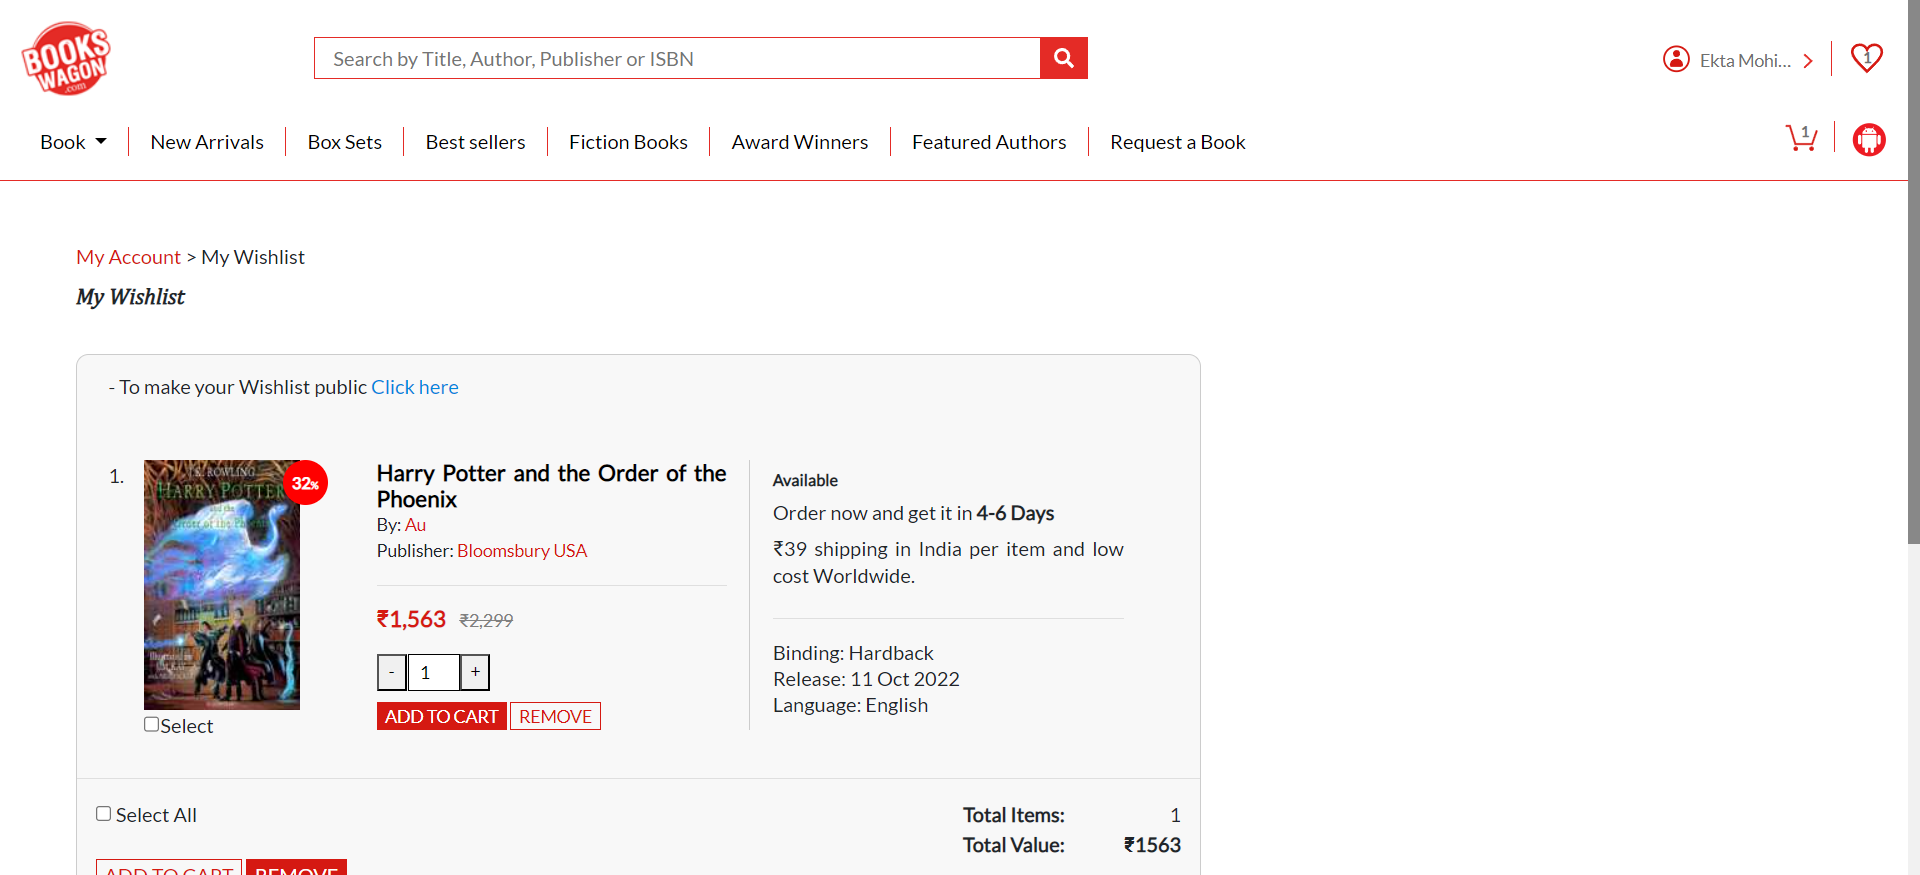 BOOKS
WAGON
.com
Search by Title, Author, Publisher or ISBN
Ekta Mohi...
1
Book
New Arrivals
Box Sets
Best sellers
Fiction Books
Award Winners
Featured Authors
Request a Book
1
My Account > My Wishlist
My Wishlist
- To make your Wishlist public Click here
1.
J.K. ROWLING
HARRY POTTER
and the
Order of the Phoenix
32%
Select
Harry Potter and the Order of the
Phoenix
By: Au
Publisher: Bloomsbury USA
₹1,563 ₹2,299
- 1 +
ADD TO CART REMOVE
Available
Order now and get it in 4-6 Days
₹39 shipping in India per item and low
cost Worldwide.
Binding: Hardback
Release: 11 Oct 2022
Language: English
Select All
Total Items: 1
Total Value: ₹1563
ADD TO CART REMOVE